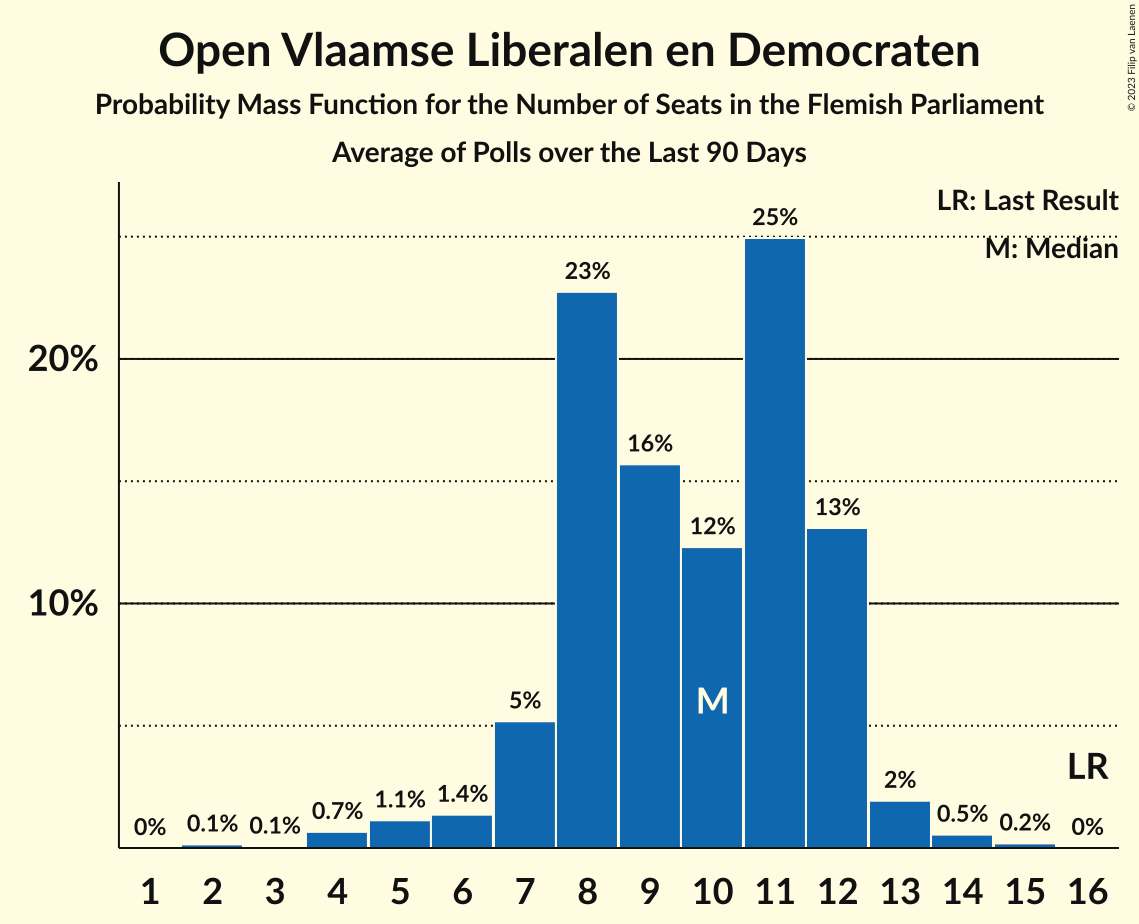 Open Vlaamse Liberalen en Democraten
Probability Mass Function for the Number of Seats in the Flemish Parliament
Average of Polls over the Last 90 Days
© 2023 Filip van Laenen
LR: Last Result
M: Median
25%
23%
20%
16%
13%
12%
10%
M
5%
LR
2%
1.4%
1.1%
0.7%
0.5%
0.2%
0%
0.1%
0.1%
0%
1 2 3 4 5 6 7 8 9 10 11 12 13 14 15 16